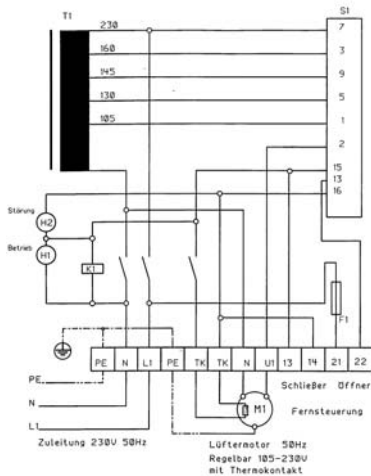 T1
S1
230
7
160
3
145
9
130
5
105
1
2
15
13
16
Störung
H2
Betrieb
H1
K1
F1
PE N L1 PE TK TK N U1 13 14 21 22
PE
Schließer Öffner
N
M1
Fernsteuerung
L1
Zuleitung 230V 50Hz
Lüftermotor 50Hz
Regelbar 105-230V
mit Thermokontakt